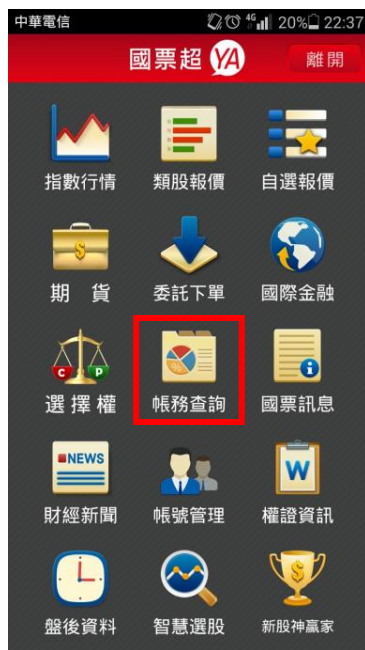 中華電信 4G 20% 22:37
國票超 YA 離開
指數行情 類股報價 自選報價
$
期 貨 委託下單 國際金融
C P i
選擇權 帳務查詢 國票訊息
NEWS W
財經新聞 帳號管理 權證資訊
$
盤後資料 智慧選股 新股神贏家